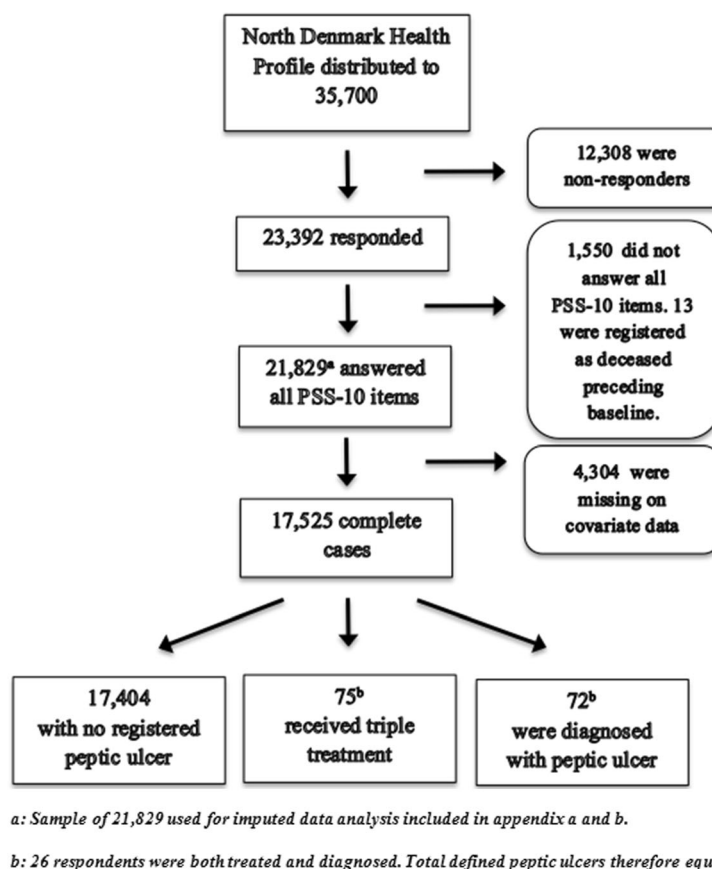 North Denmark Health
Profile distributed to
35,700
12,308 were
non-responders
23,392 responded
1,550 did not
answer all
PSS-10 items. 13
were registered
as deceased
preceding
baseline.
21,829ᵃ answered
all PSS-10 items
4,304 were
missing on
covariate data
17,525 complete
cases
17,404
with no registered
peptic ulcer
75ᵇ
received triple
treatment
72ᵇ
were diagnosed
with peptic ulcer
a: Sample of 21,829 used for imputed data analysis included in appendix a and b.
b: 26 respondents were both treated and diagnosed. Total defined peptic ulcers therefore equ